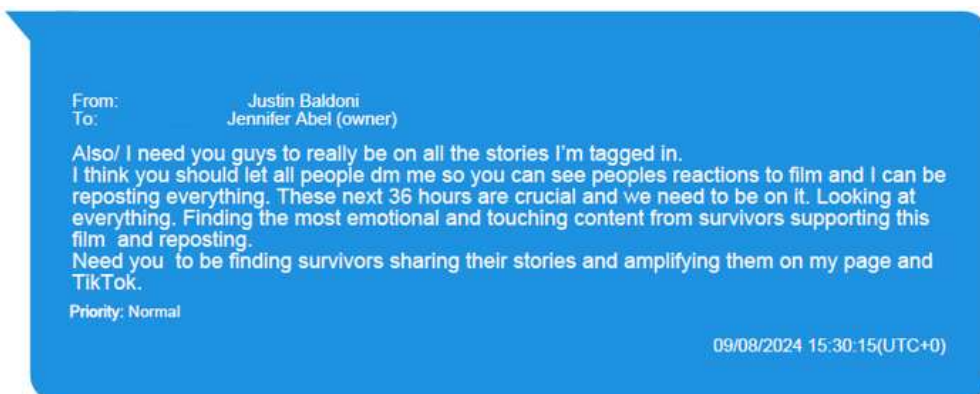 From: Justin Baldoni
To: Jennifer Abel (owner)
Also/ I need you guys to really be on all the stories I'm tagged in.
I think you should let all people dm me so you can see peoples reactions to film and I can be
reposting everything. These next 36 hours are crucial and we need to be on it. Looking at
everything. Finding the most emotional and touching content from survivors supporting this
film  and reposting.
Need you  to be finding survivors sharing their stories and amplifying them on my page and
TikTok.
Priority: Normal
09/08/2024 15:30:15(UTC+0)